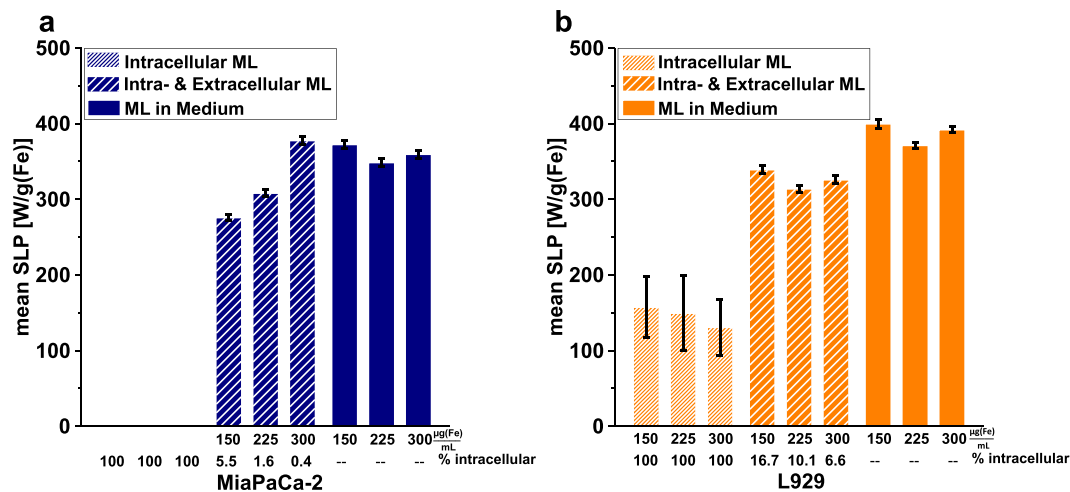 a
500
400
300
200
100
0
mean SLP [W/g(Fe)]
Intracellular ML
Intra- & Extracellular ML
ML in Medium
150 225 300 150 225 300 µg(Fe)/mL
100 100 100 5.5 1.6 0.4 -- -- -- % intracellular
MiaPaCa-2
b
500
400
300
200
100
0
mean SLP [W/g(Fe)]
Intracellular ML
Intra- & Extracellular ML
ML in Medium
150 225 300 150 225 300 150 225 300 µg(Fe)/mL
100 100 100 16.7 10.1 6.6 -- -- -- % intracellular
L929